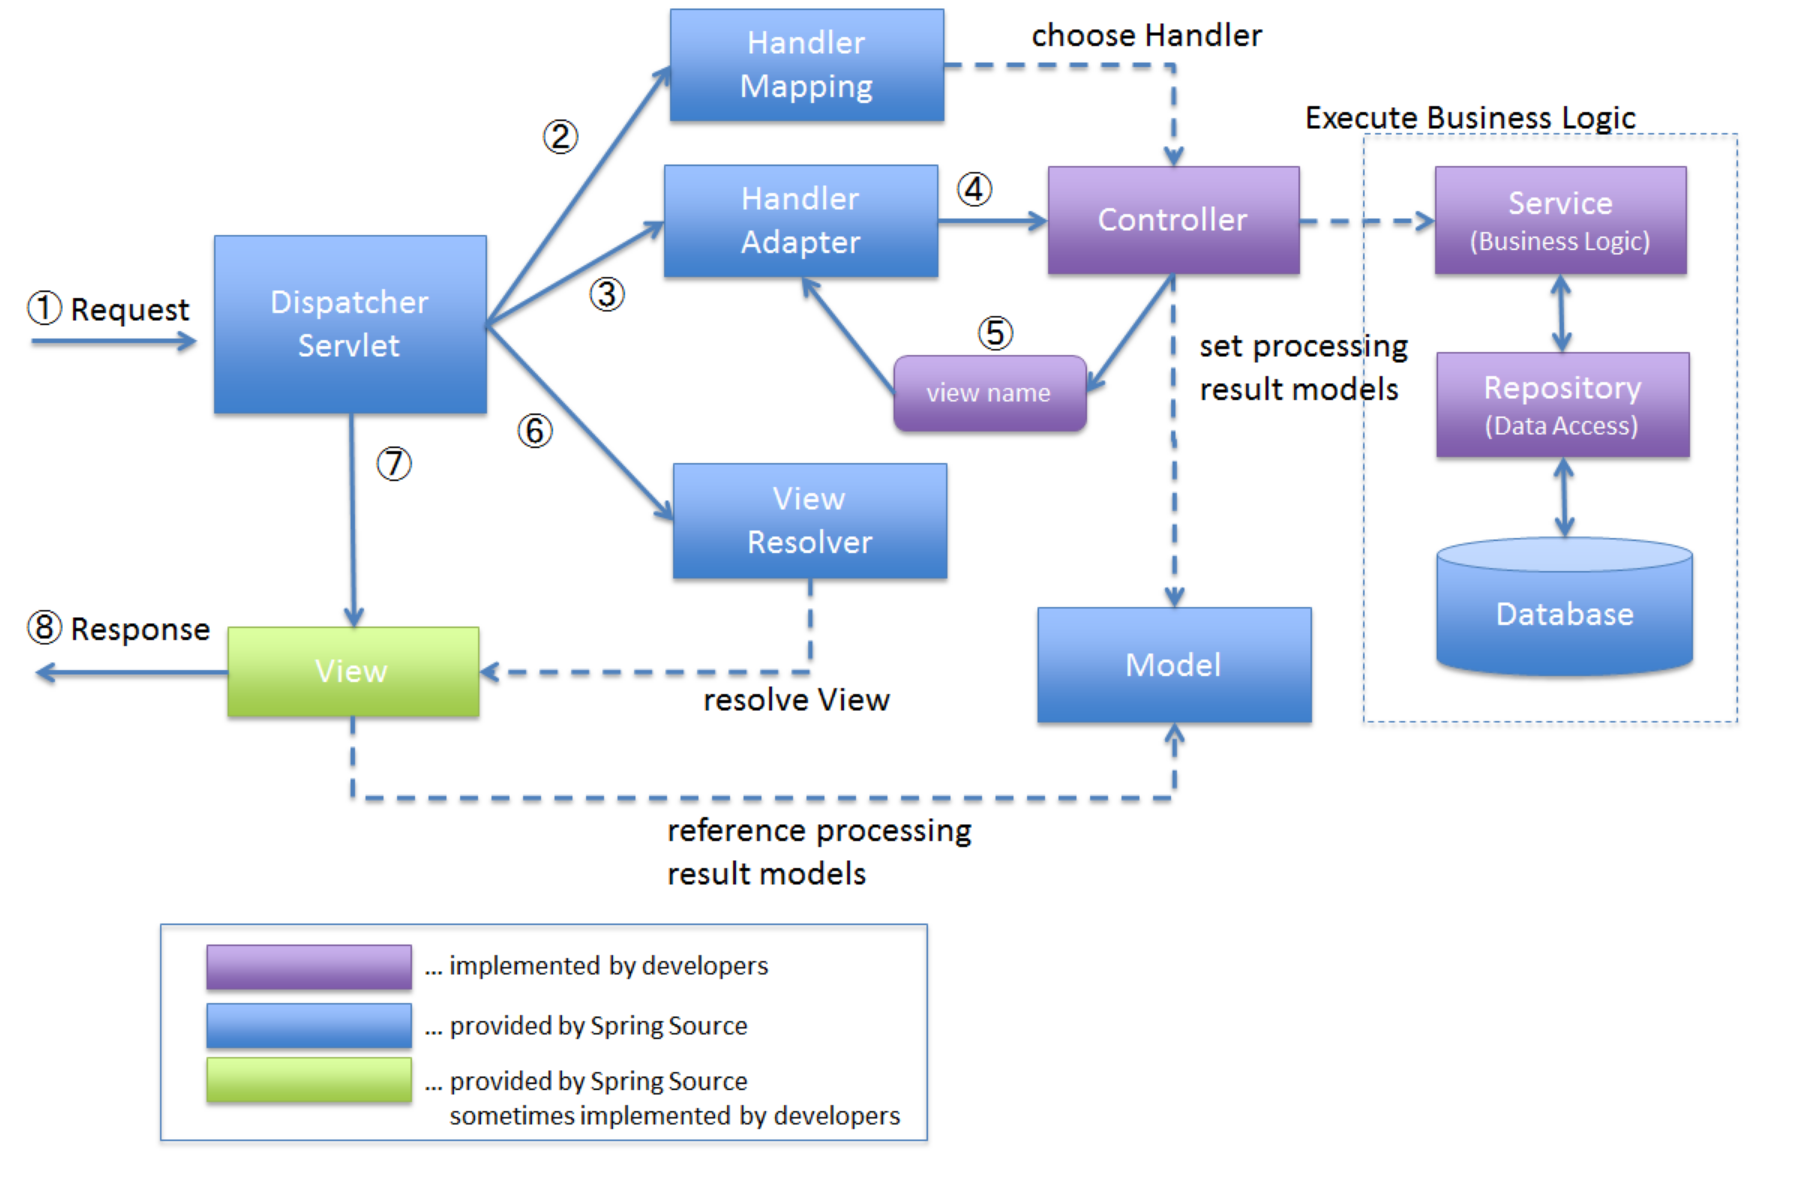 Handler
Mapping
choose Handler
②
Execute Business Logic
Handler
Adapter
④
Controller
Service
(Business Logic)
① Request
Dispatcher
Servlet
③
⑤
view name
set processing
result models
Repository
(Data Access)
⑥
⑦
View
Resolver
Database
⑧ Response
View
resolve View
Model
reference processing
result models
... implemented by developers
... provided by Spring Source
... provided by Spring Source
sometimes implemented by developers